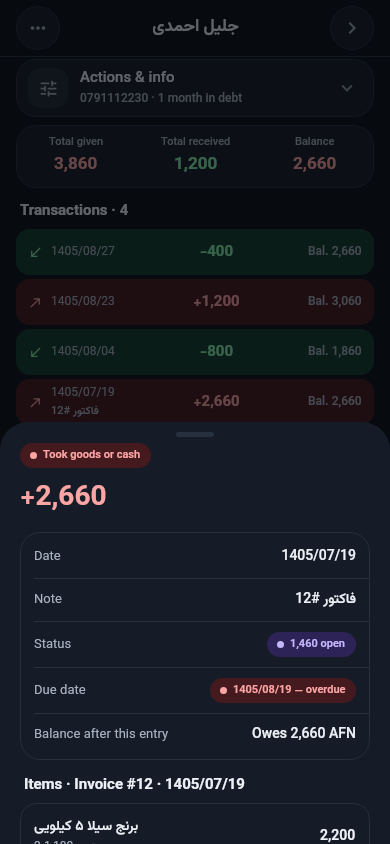 جلیل احمدی
Actions & info
0791112230 · 1 month in debt
Total given Total received Balance
3,860 1,200 2,660
Transactions · 4
1405/08/27 −400 Bal. 2,660
1405/08/23 +1,200 Bal. 3,060
1405/08/04 −800 Bal. 1,860
1405/07/19
فاکتور #12
+2,660 Bal. 2,660
Took goods or cash
+2,660
Date 1405/07/19
Note فاکتور #12
Status 1,460 open
Due date 1405/08/19 — overdue
Balance after this entry Owes 2,660 AFN
Items · Invoice #12 · 1405/07/19
برنج سیلا ۵ کیلویی
2,200